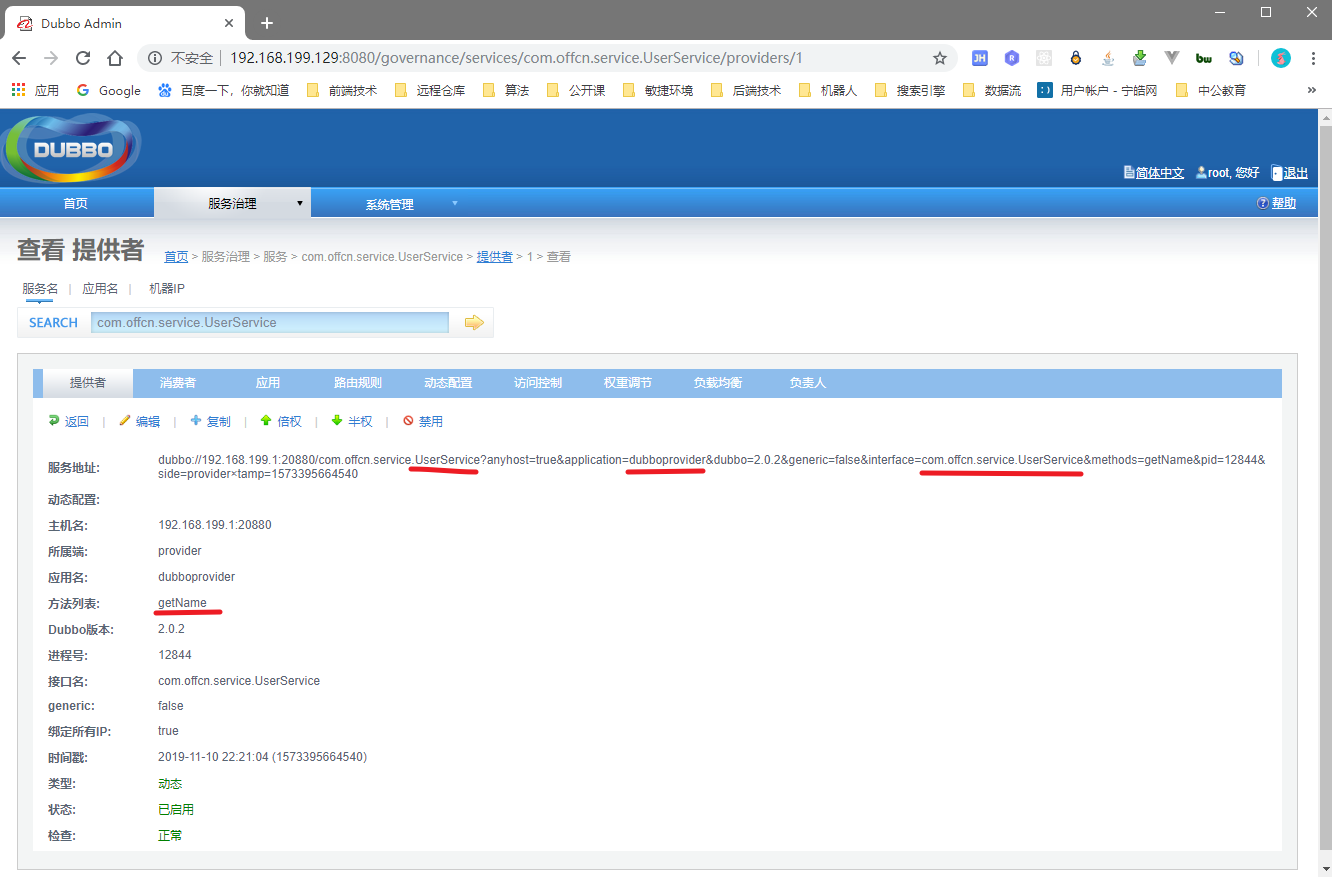 Dubbo Admin
不安全 192.168.199.129:8080/governance/services/com.offcn.service.UserService/providers/1
JH R bw
应用 Google 百度一下，你就知道 前端技术 远程仓库 算法 公开课 敏捷环境 后端技术 机器人 搜索引擎 数据流 用户帐户 - 宁皓网 中公教育 »
DUBBO
简体中文 root, 您好 退出
首页 服务治理 系统管理 帮助
查看 提供者 首页 > 服务治理 > 服务 > com.offcn.service.UserService > 提供者 > 1 > 查看
服务名 | 应用名 | 机器IP
SEARCH com.offcn.service.UserService
提供者 消费者 应用 路由规则 动态配置 访问控制 权重调节 负载均衡 负责人
返回 | 编辑 | 复制 | 倍权 | 半权 | 禁用
服务地址: dubbo://192.168.199.1:20880/com.offcn.service.UserService?anyhost=true&application=dubboprovider&dubbo=2.0.2&generic=false&interface=com.offcn.service.UserService&methods=getName&pid=12844&
side=provider×tamp=1573395664540
动态配置:
主机名: 192.168.199.1:20880
所属端: provider
应用名: dubboprovider
方法列表: getName
Dubbo版本: 2.0.2
进程号: 12844
接口名: com.offcn.service.UserService
generic: false
绑定所有IP: true
时间戳: 2019-11-10 22:21:04 (1573395664540)
类型: 动态
状态: 已启用
检查: 正常